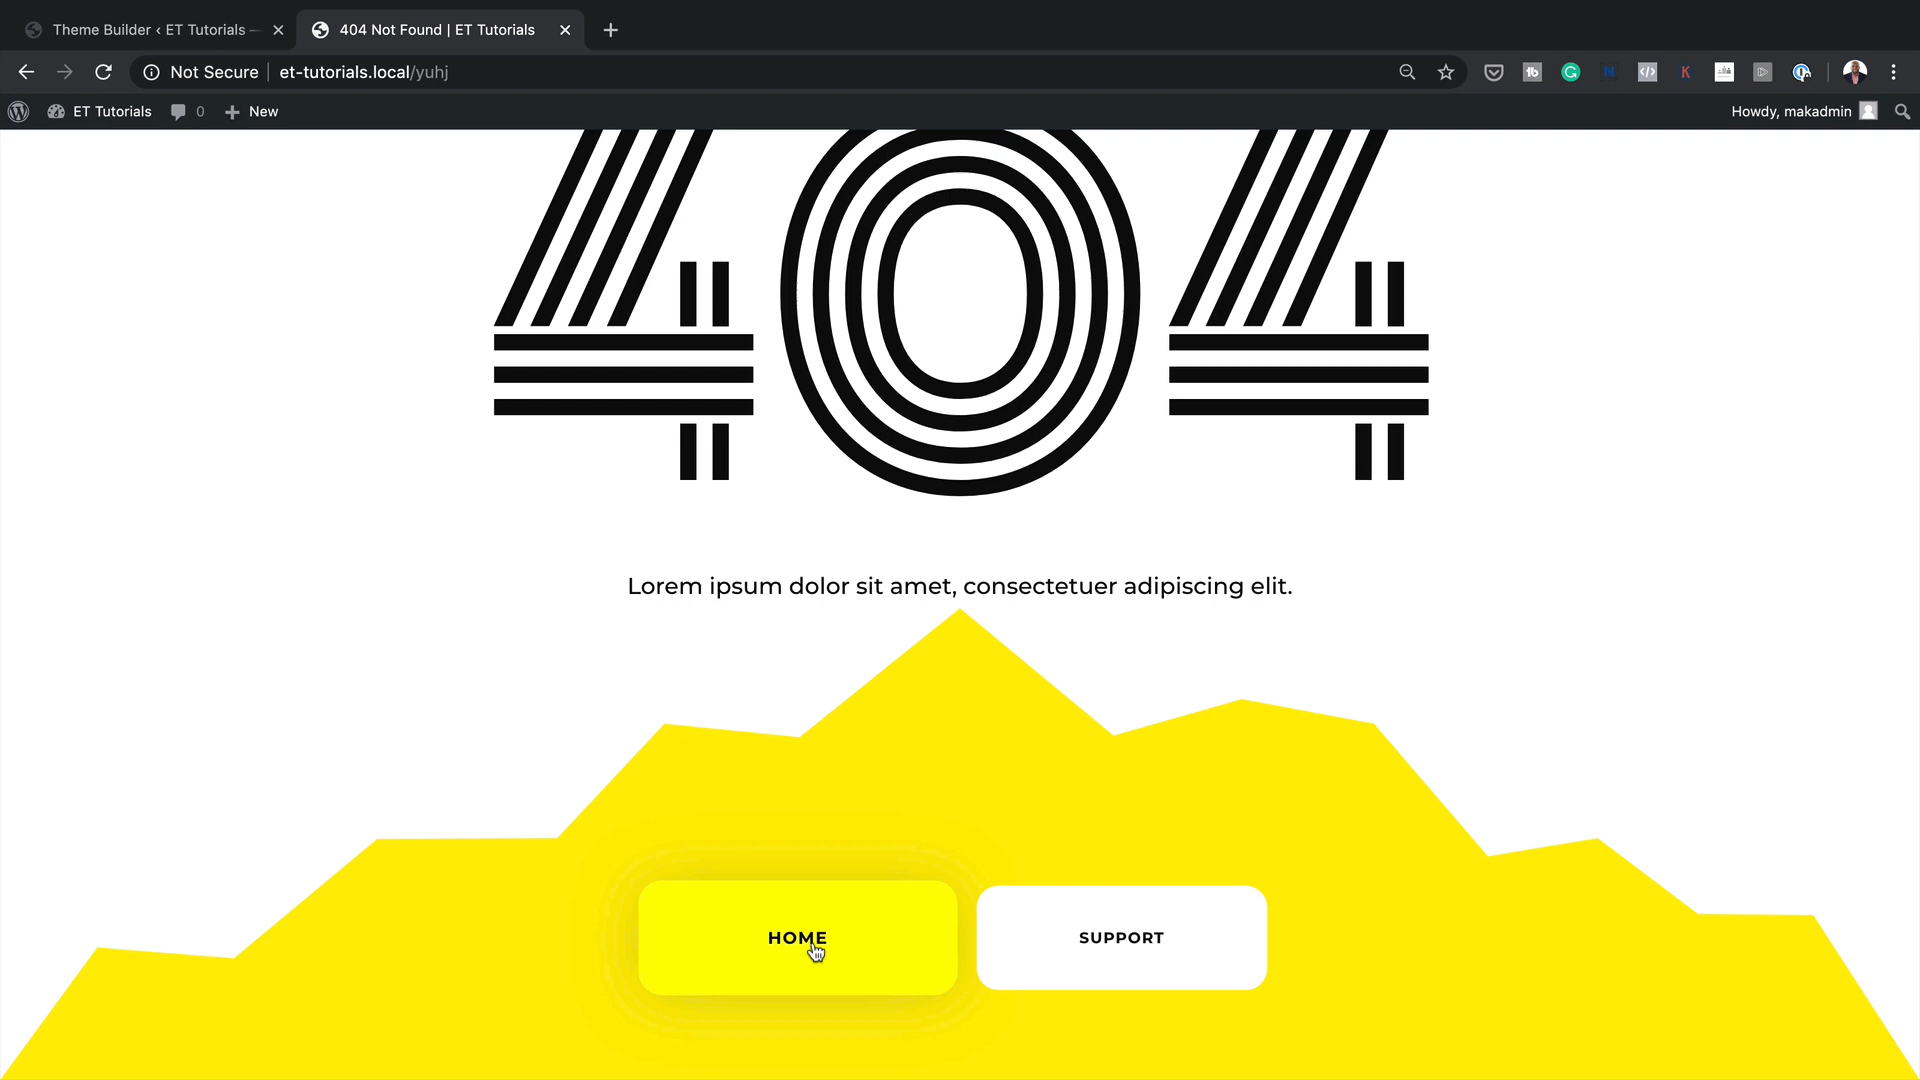 Theme Builder ‹ ET Tutorials —
404 Not Found | ET Tutorials
Not Secure | et-tutorials.local/yuhj
ET Tutorials
0
New
Howdy, makadmin
404
Lorem ipsum dolor sit amet, consectetuer adipiscing elit.
HOME
SUPPORT